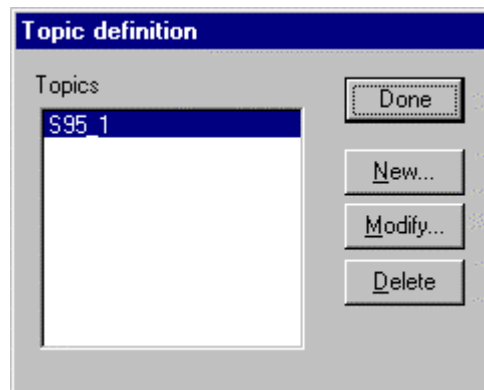 Topic definition
Topics
S95_1
Done
New...
Modify...
Delete